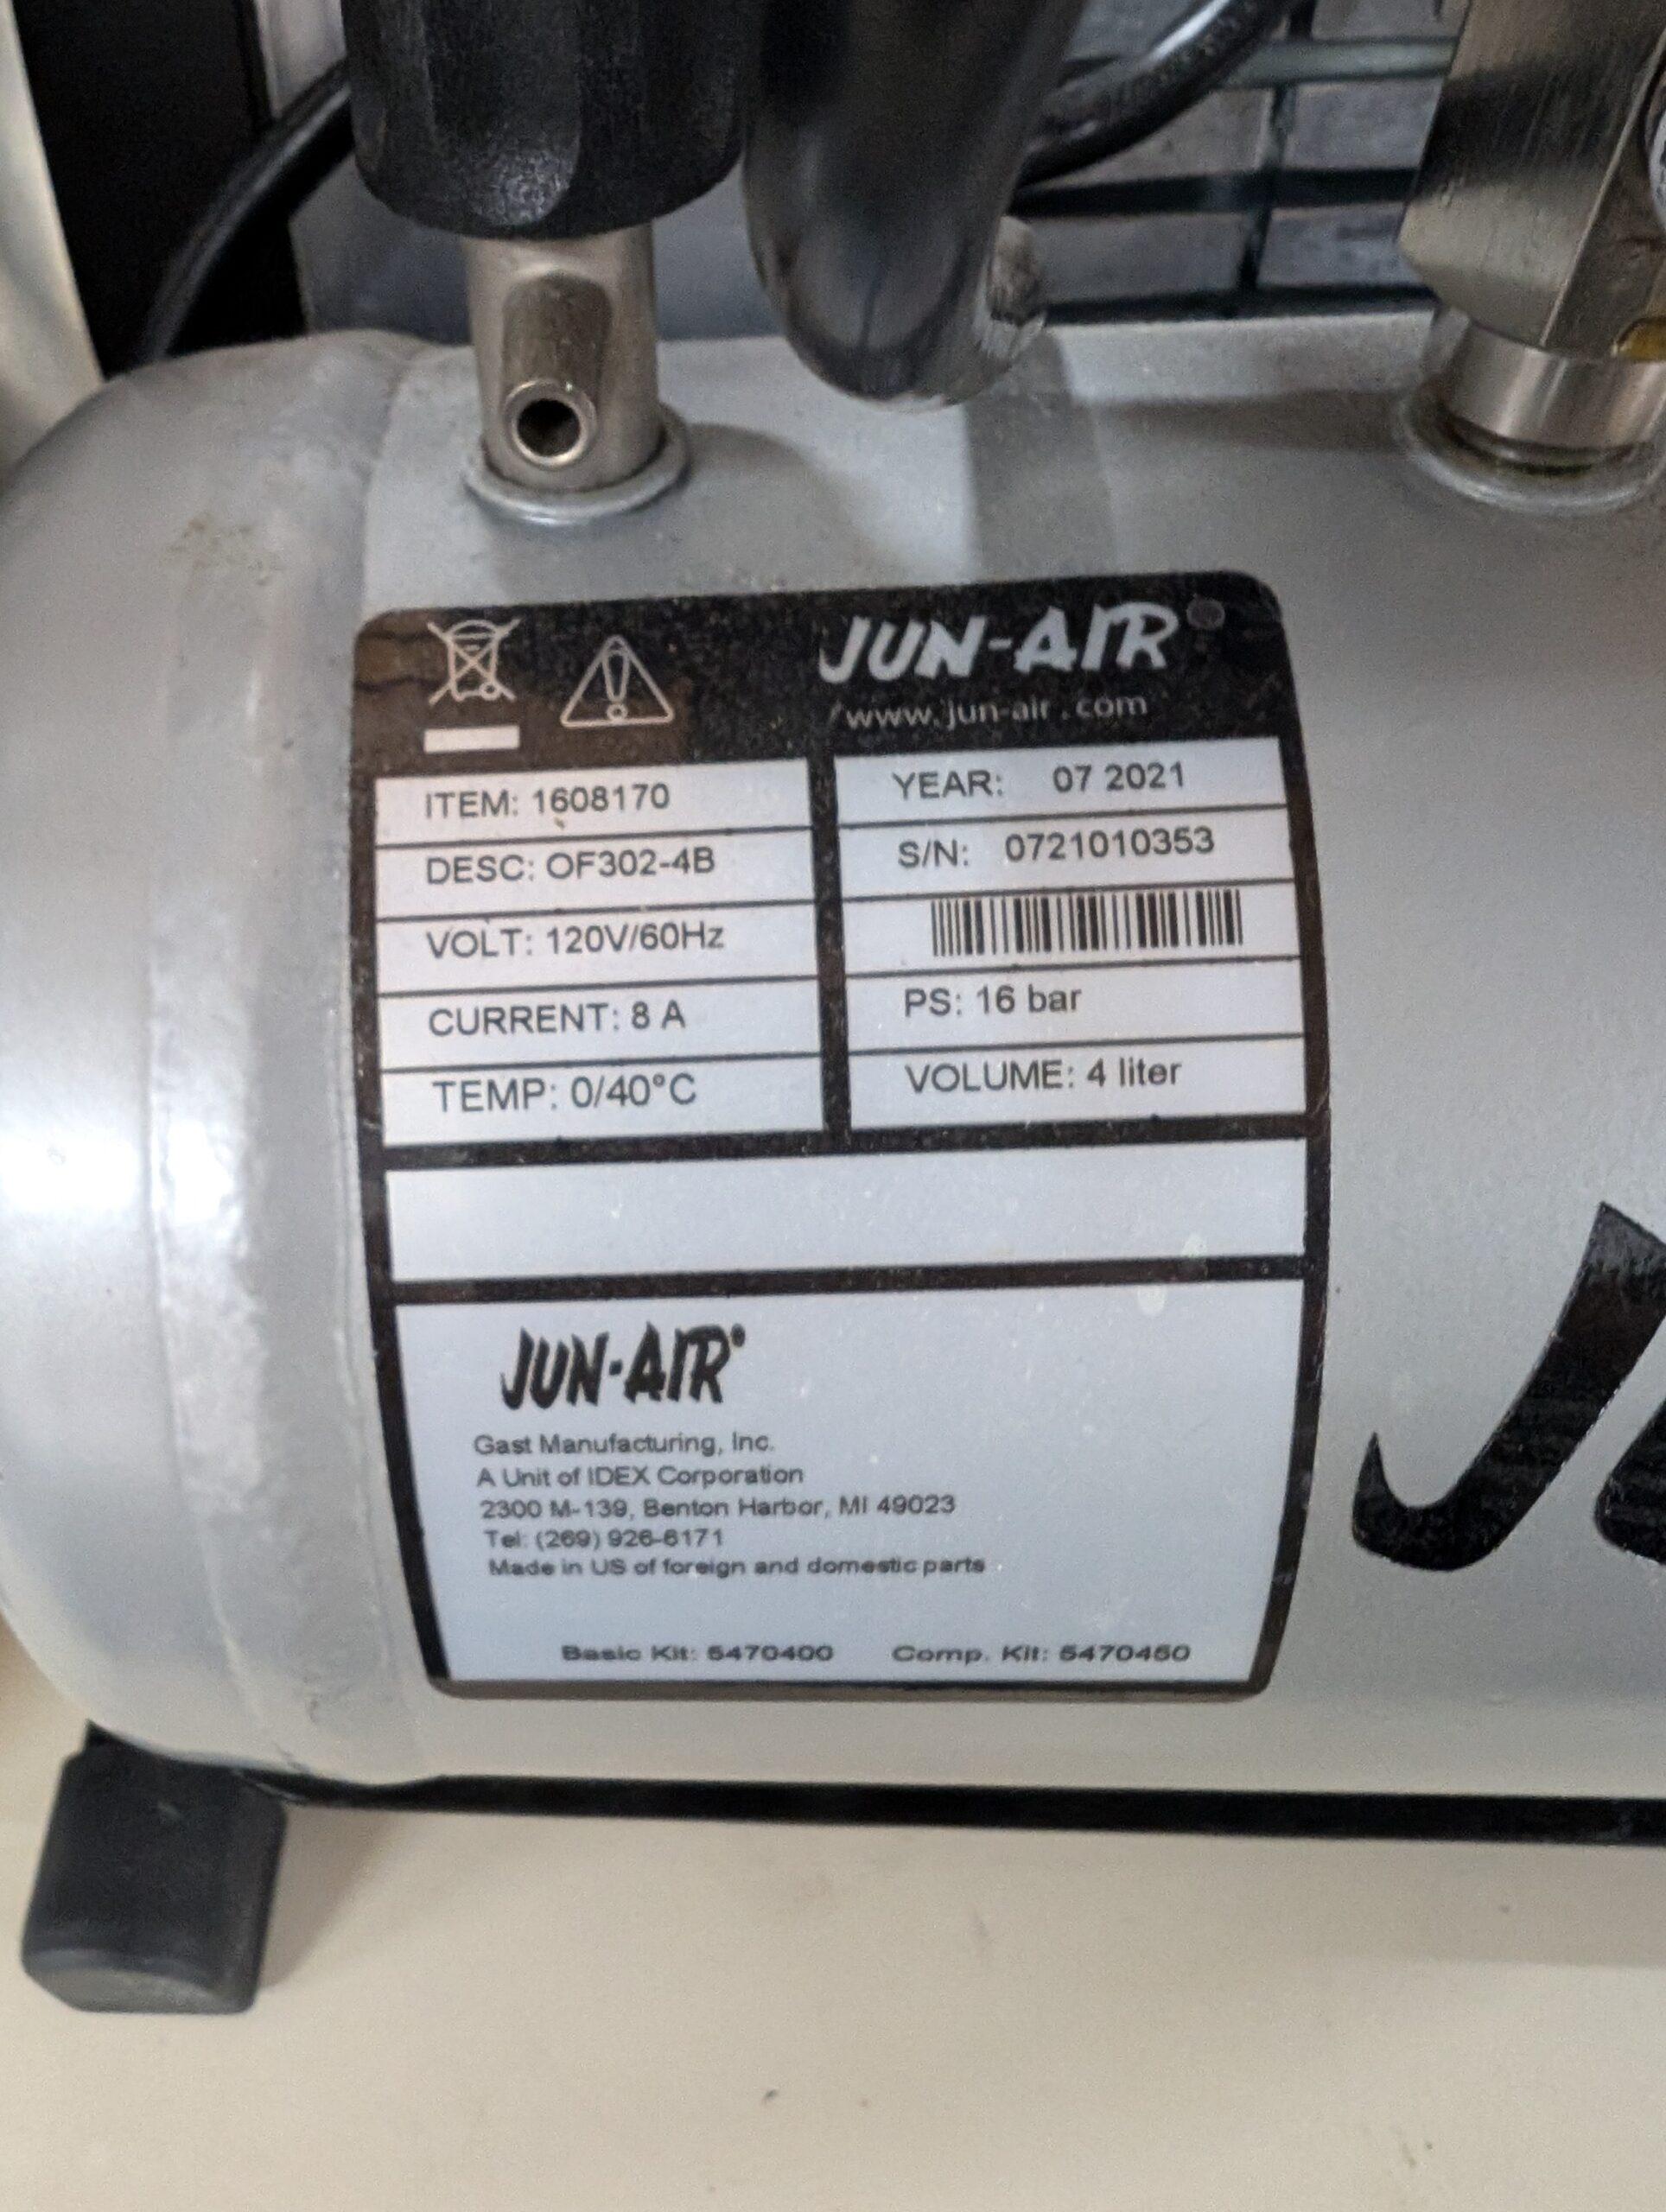 JUN-AIR
www.jun-air.com
ITEM: 1608170
DESC: OF302-4B
VOLT: 120V/60Hz
CURRENT: 8 A
TEMP: 0/40°C
YEAR: 07 2021
S/N: 0721010353
PS: 16 bar
VOLUME: 4 liter
JUN-AIR®
Gast Manufacturing, Inc.
A Unit of IDEX Corporation
2300 M-139, Benton Harbor, MI 49023
Tel: (269) 926-6171
Made in US of foreign and domestic parts
Basic Kit: 5470400 Comp. Kit: 5470450